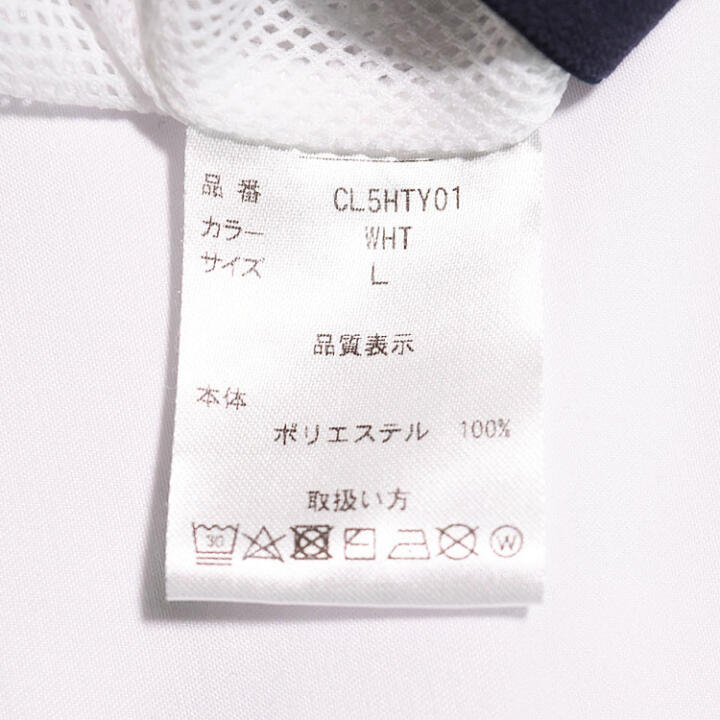 品番 CL5HTY01
カラー WHT
サイズ L
品質表示
本体
ポリエステル 100%
取扱い方
30 W